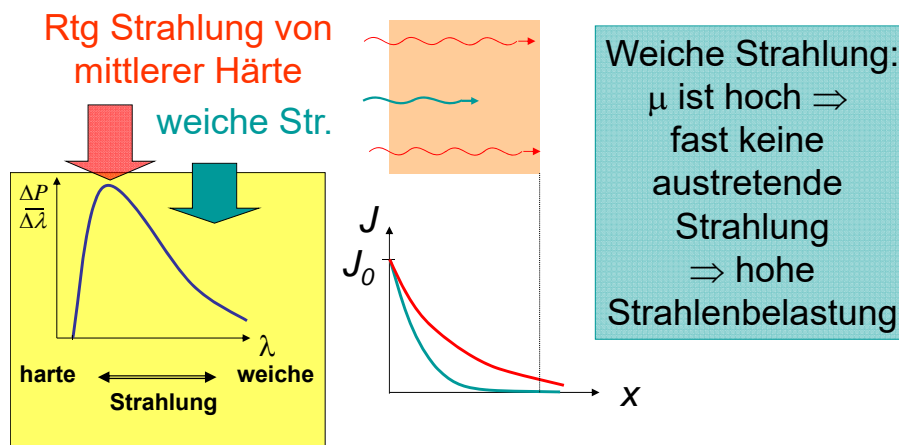 Rtg Strahlung von
mittlerer Härte
weiche Str.
ΔP
Δλ
λ
harte
weiche
Strahlung
J
J₀
x
Weiche Strahlung:
μ ist hoch ⇒
fast keine
austretende
Strahlung
⇒ hohe
Strahlenbelastung